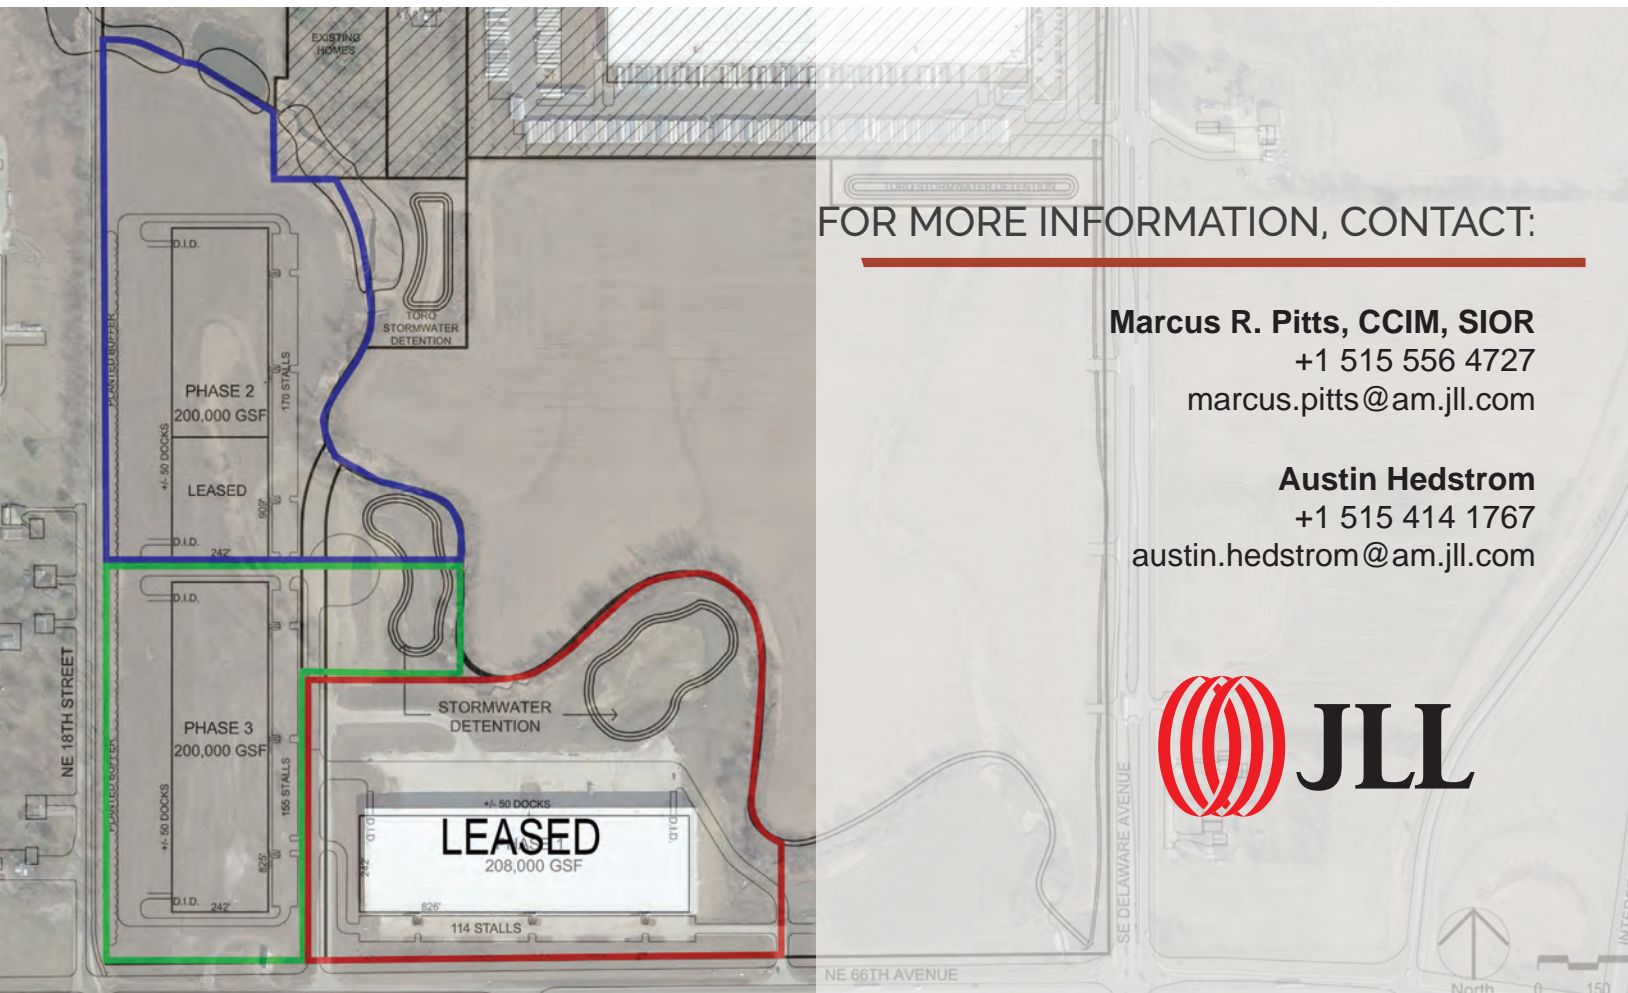 EXISTING
HOMES
TORO STORMWATER DETENTION
FOR MORE INFORMATION, CONTACT:
Marcus R. Pitts, CCIM, SIOR
+1 515 556 4727
marcus.pitts@am.jll.com
Austin Hedstrom
+1 515 414 1767
austin.hedstrom@am.jll.com
JLL
D.I.D.
TORO
STORMWATER
DETENTION
PLANTED BUFFER
PHASE 2
200,000 GSF
170 STALLS
+/- 50 DOCKS
LEASED
909'
D.I.D.
242'
D.I.D.
NE 18TH STREET
PHASE 3
200,000 GSF
155 STALLS
PLANTED BUFFER
+/- 50 DOCKS
825'
D.I.D.
242'
STORMWATER
DETENTION
+/- 50 DOCKS
D.I.D.
D.I.D.
LEASED
208,000 GSF
242'
826'
114 STALLS
SE DELAWARE AVENUE
NE 66TH AVENUE
North
0 150